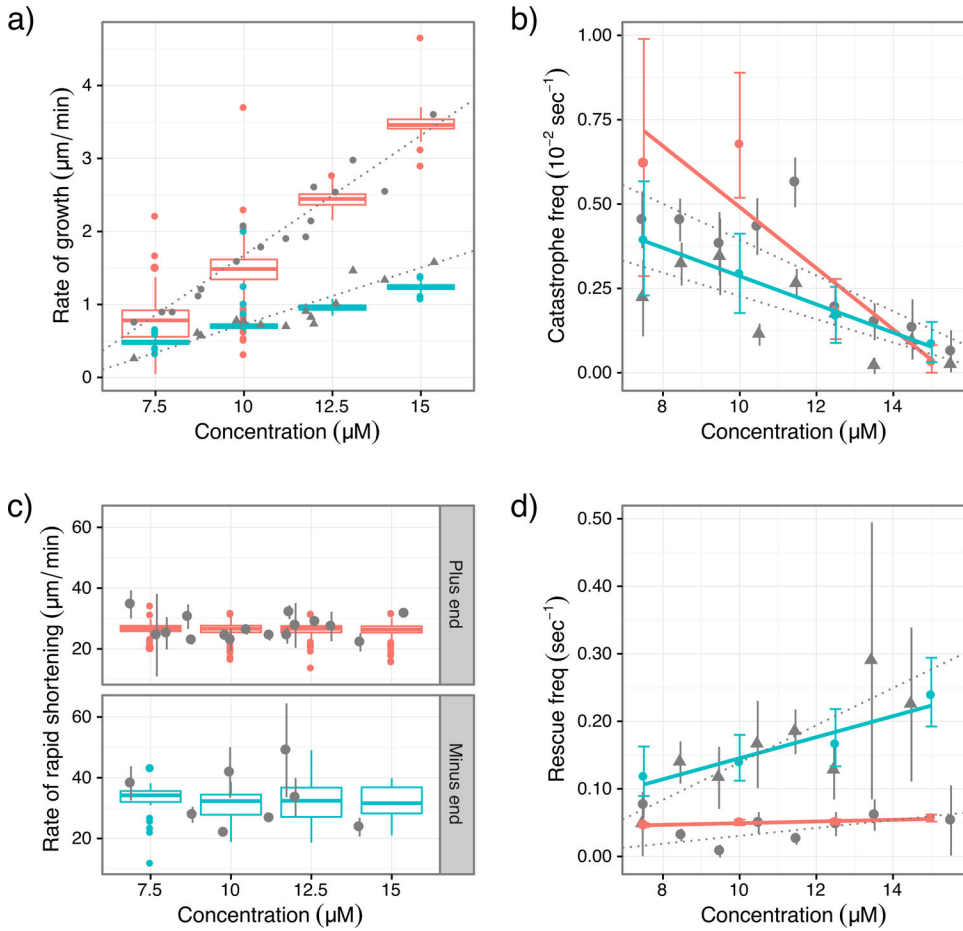 a)
Rate of growth (µm/min)
4
3
2
1
0
7.5 10 12.5 15
Concentration (µM)
b)
Catastrophe freq (10⁻² sec⁻¹)
1.00
0.75
0.50
0.25
0.00
8 10 12 14
Concentration (µM)
c)
Rate of rapid shortening (µm/min)
60
40
20
Plus end
60
40
20
Minus end
7.5 10 12.5 15
Concentration (µM)
d)
Rescue freq (sec⁻¹)
0.50
0.40
0.30
0.20
0.10
0.00
8 10 12 14
Concentration (µM)